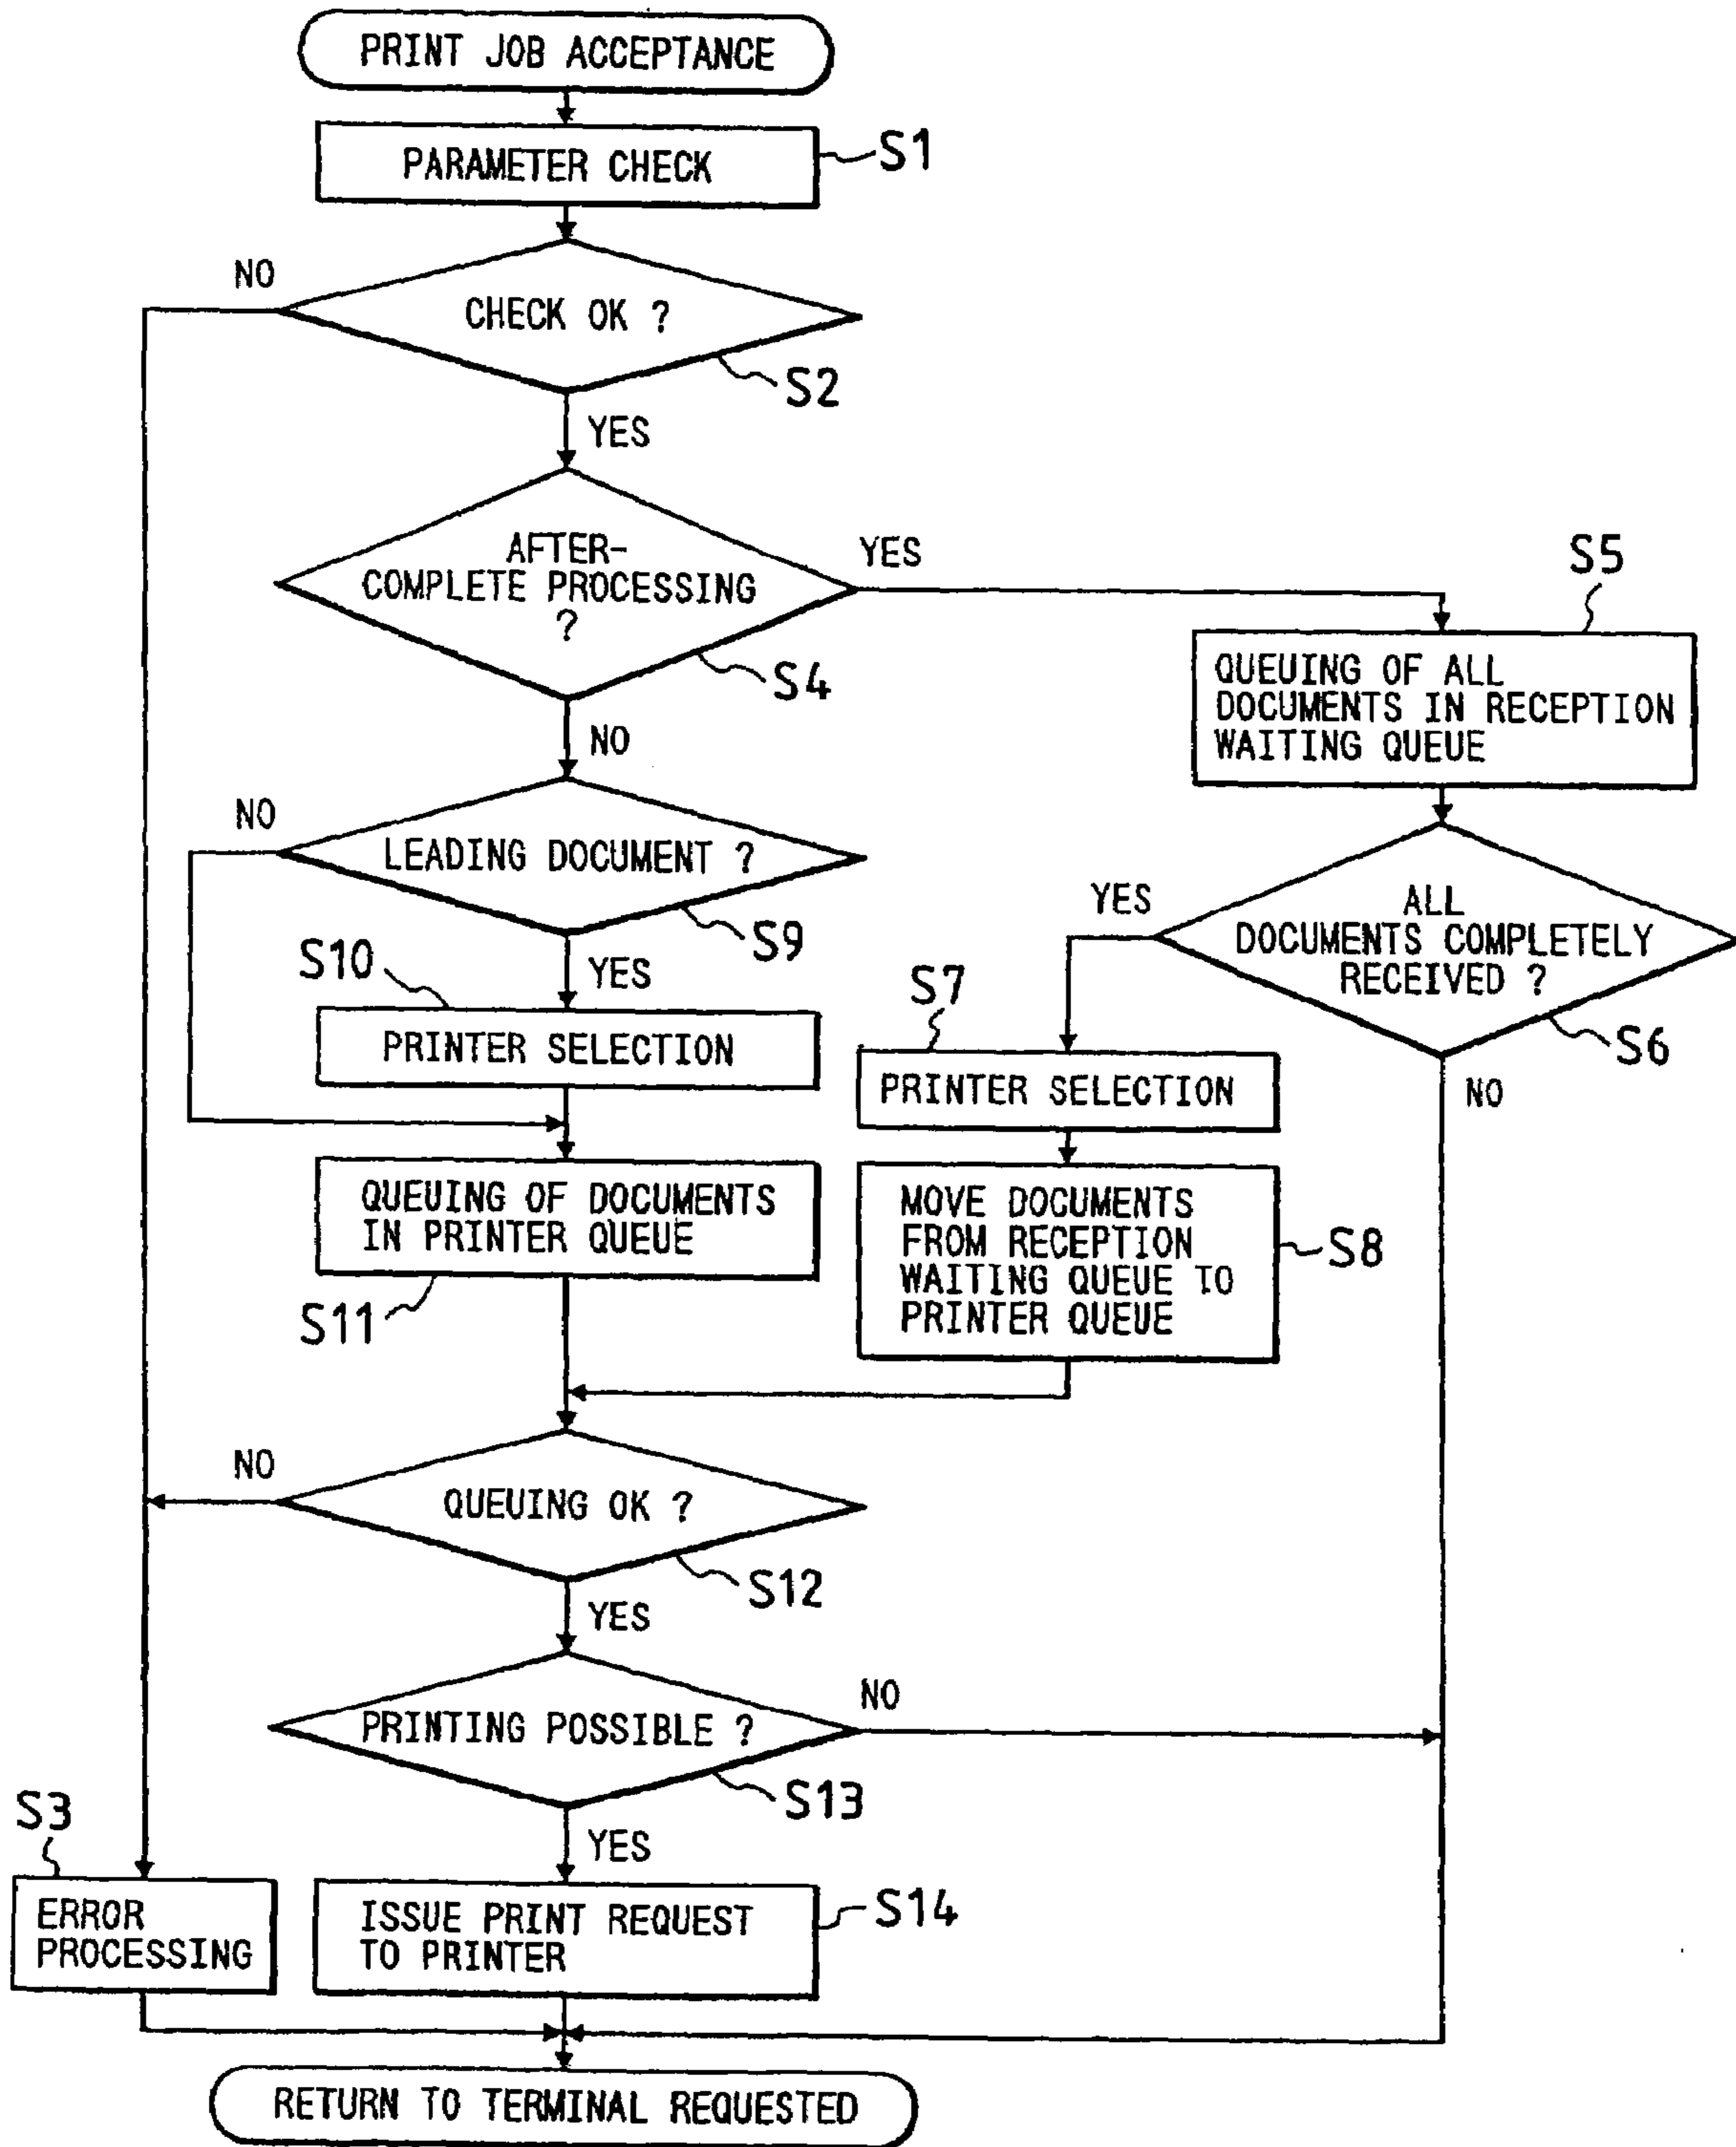 PRINT JOB ACCEPTANCE
PARAMETER CHECK
S1
NO
CHECK OK ?
S2
YES
AFTER-
COMPLETE PROCESSING
?
YES
S4
NO
S5
QUEUING OF ALL
DOCUMENTS IN RECEPTION
WAITING QUEUE
NO
LEADING DOCUMENT ?
S9
YES
YES
ALL
DOCUMENTS COMPLETELY
RECEIVED ?
S6
NO
S10
PRINTER SELECTION
S7
PRINTER SELECTION
QUEUING OF DOCUMENTS
IN PRINTER QUEUE
S11
MOVE DOCUMENTS
FROM RECEPTION
WAITING QUEUE TO
PRINTER QUEUE
S8
NO
QUEUING OK ?
S12
YES
PRINTING POSSIBLE ?
NO
S13
YES
S3
ERROR
PROCESSING
ISSUE PRINT REQUEST
TO PRINTER
S14
RETURN TO TERMINAL REQUESTED